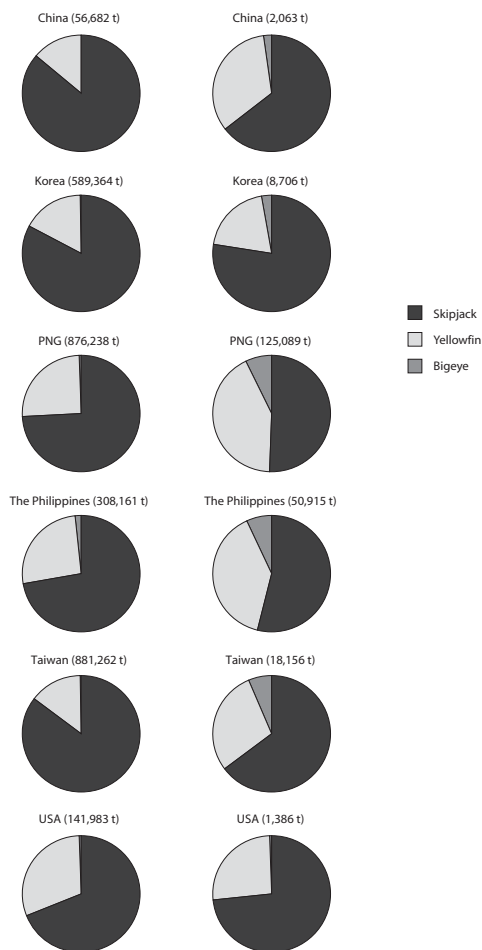 China (56,682 t)
China (2,063 t)
Korea (589,364 t)
Korea (8,706 t)
PNG (876,238 t)
PNG (125,089 t)
Skipjack
Yellowfin
Bigeye
The Philippines (308,161 t)
The Philippines (50,915 t)
Taiwan (881,262 t)
Taiwan (18,156 t)
USA (141,983 t)
USA (1,386 t)